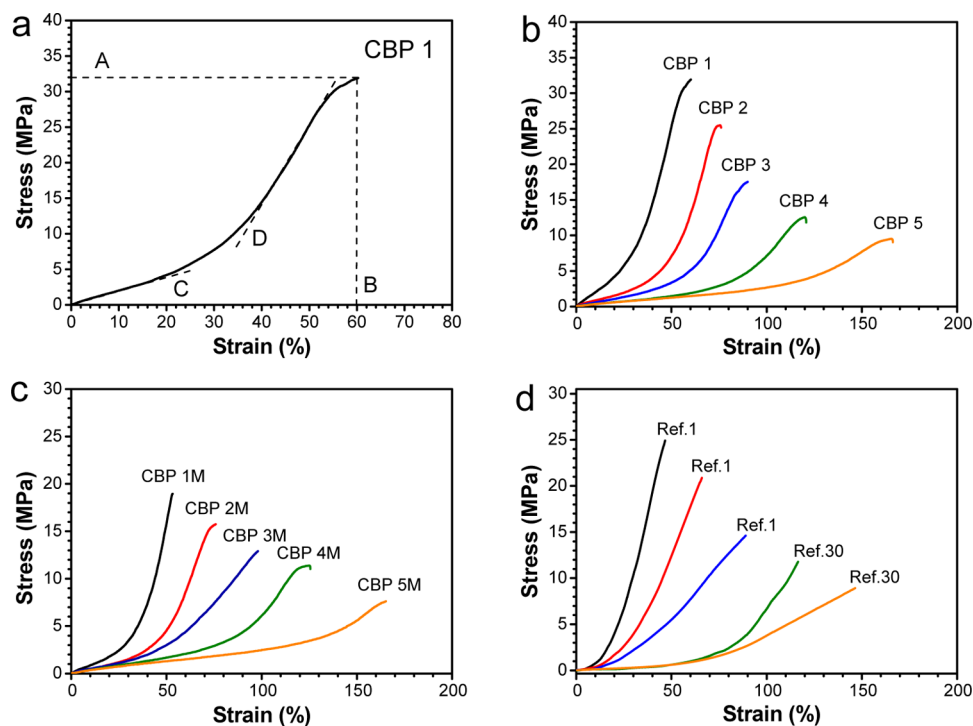 a
CBP 1
A
B
C
D
40
35
30
25
20
15
10
5
0
0 10 20 30 40 50 60 70 80
Stress (MPa)
Strain (%)
b
CBP 1
CBP 2
CBP 3
CBP 4
CBP 5
40
35
30
25
20
15
10
5
0
0 50 100 150 200
Stress (MPa)
Strain (%)
c
CBP 1M
CBP 2M
CBP 3M
CBP 4M
CBP 5M
30
25
20
15
10
5
0
0 50 100 150 200
Stress (MPa)
Strain (%)
d
Ref.1
Ref.1
Ref.1
Ref.30
Ref.30
30
25
20
15
10
5
0
0 50 100 150 200
Stress (MPa)
Strain (%)